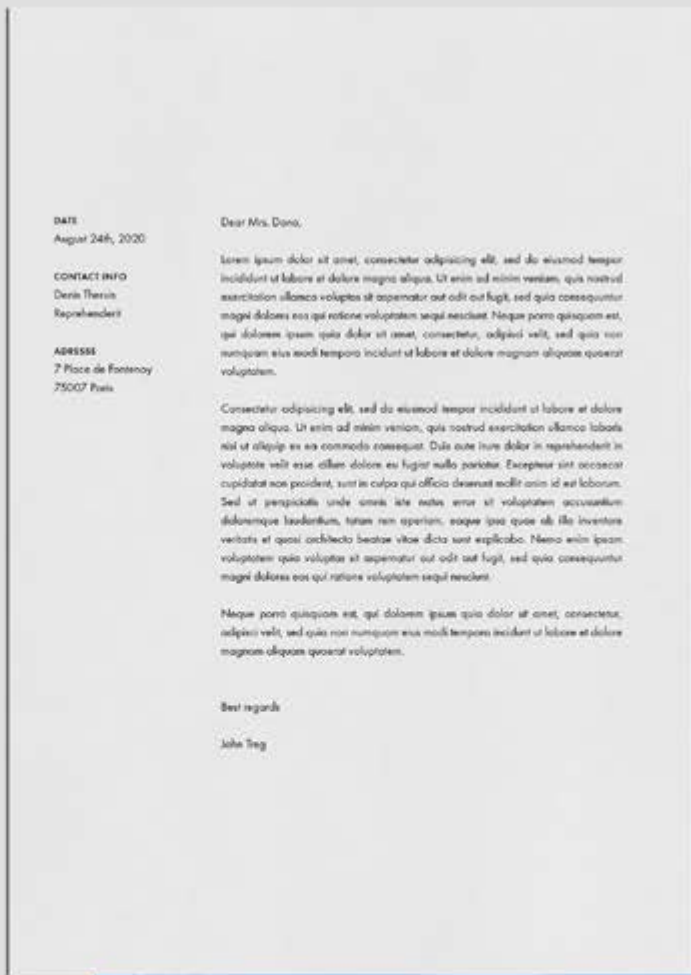 DATE
August 24th, 2020
CONTACT INFO
Denis Thersis
Reprehenderit
ADRESSE
7 Place de Fontenoy
75007 Paris
Dear Mrs. Dana,
Lorem ipsum dolor sit amet, consectetur adipisicing elit, sed do eiusmod tempor
incididunt ut labore et dolore magna aliqua. Ut enim ad minim veniam, quis nostrud
exercitation ullamco voluptas sit aspernatur aut odit aut fugit, sed quia consequuntur
magni dolores eos qui ratione voluptatem sequi nesciunt. Neque porro quisquam est,
qui dolorem ipsum quia dolor sit amet, consectetur, adipisci velit, sed quia non
numquam eius modi tempora incidunt ut labore et dolore magnam aliquam quaerat
voluptatem.
Consectetur adipisicing elit, sed do eiusmod tempor incididunt ut labore et dolore
magna aliqua. Ut enim ad minim veniam, quis nostrud exercitation ullamco laboris
nisi ut aliquip ex ea commodo consequat. Duis aute irure dolor in reprehenderit in
voluptate velit esse cillum dolore eu fugiat nulla pariatur. Excepteur sint occaecat
cupidatat non proident, sunt in culpa qui officia deserunt mollit anim id est laborum.
Sed ut perspiciatis unde omnis iste natus error sit voluptatem accusantium
doloremque laudantium, totam rem aperiam, eaque ipsa quae ab illo inventore
veritatis et quasi architecto beatae vitae dicta sunt explicabo. Nemo enim ipsam
voluptatem quia voluptas sit aspernatur aut odit aut fugit, sed quia consequuntur
magni dolores eos qui ratione voluptatem sequi nesciunt.
Neque porro quisquam est, qui dolorem ipsum quia dolor sit amet, consectetur,
adipisci velit, sed quia non numquam eius modi tempora incidunt ut labore et dolore
magnam aliquam quaerat voluptatem.
Best regards
John Treg